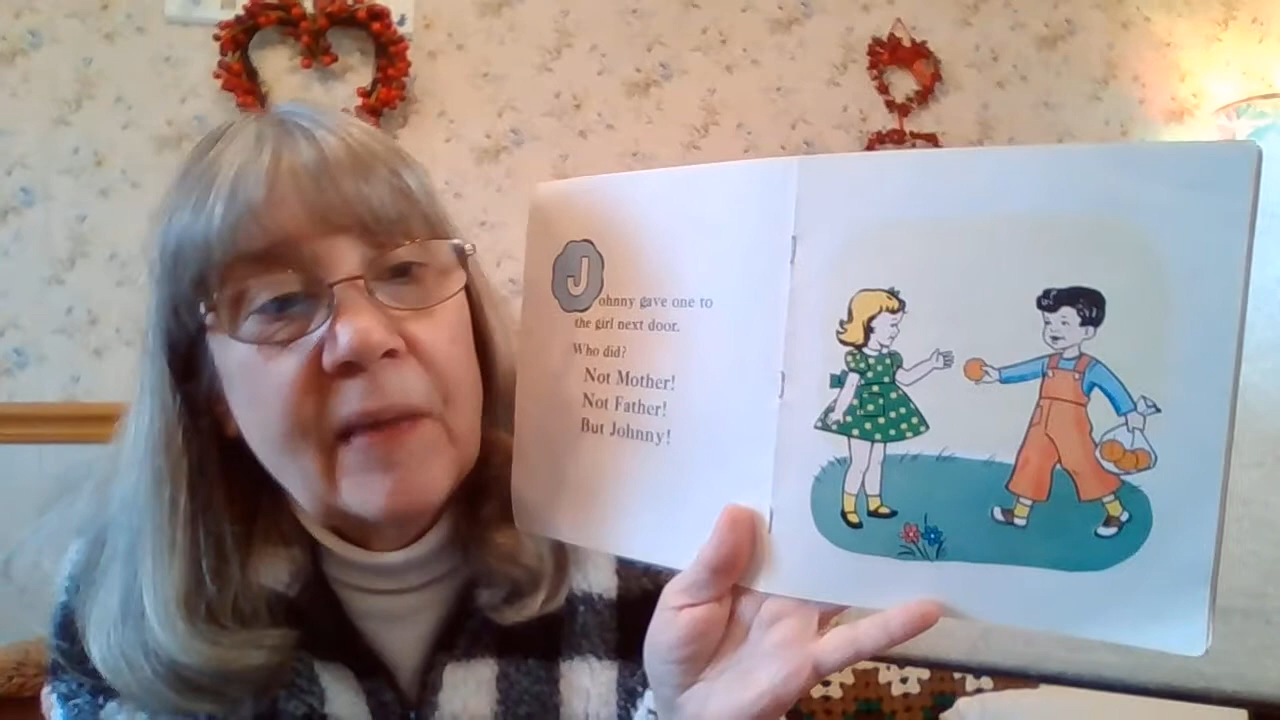 Johnny gave one to
the girl next door.
Who did?
Not Mother!
Not Father!
But Johnny!